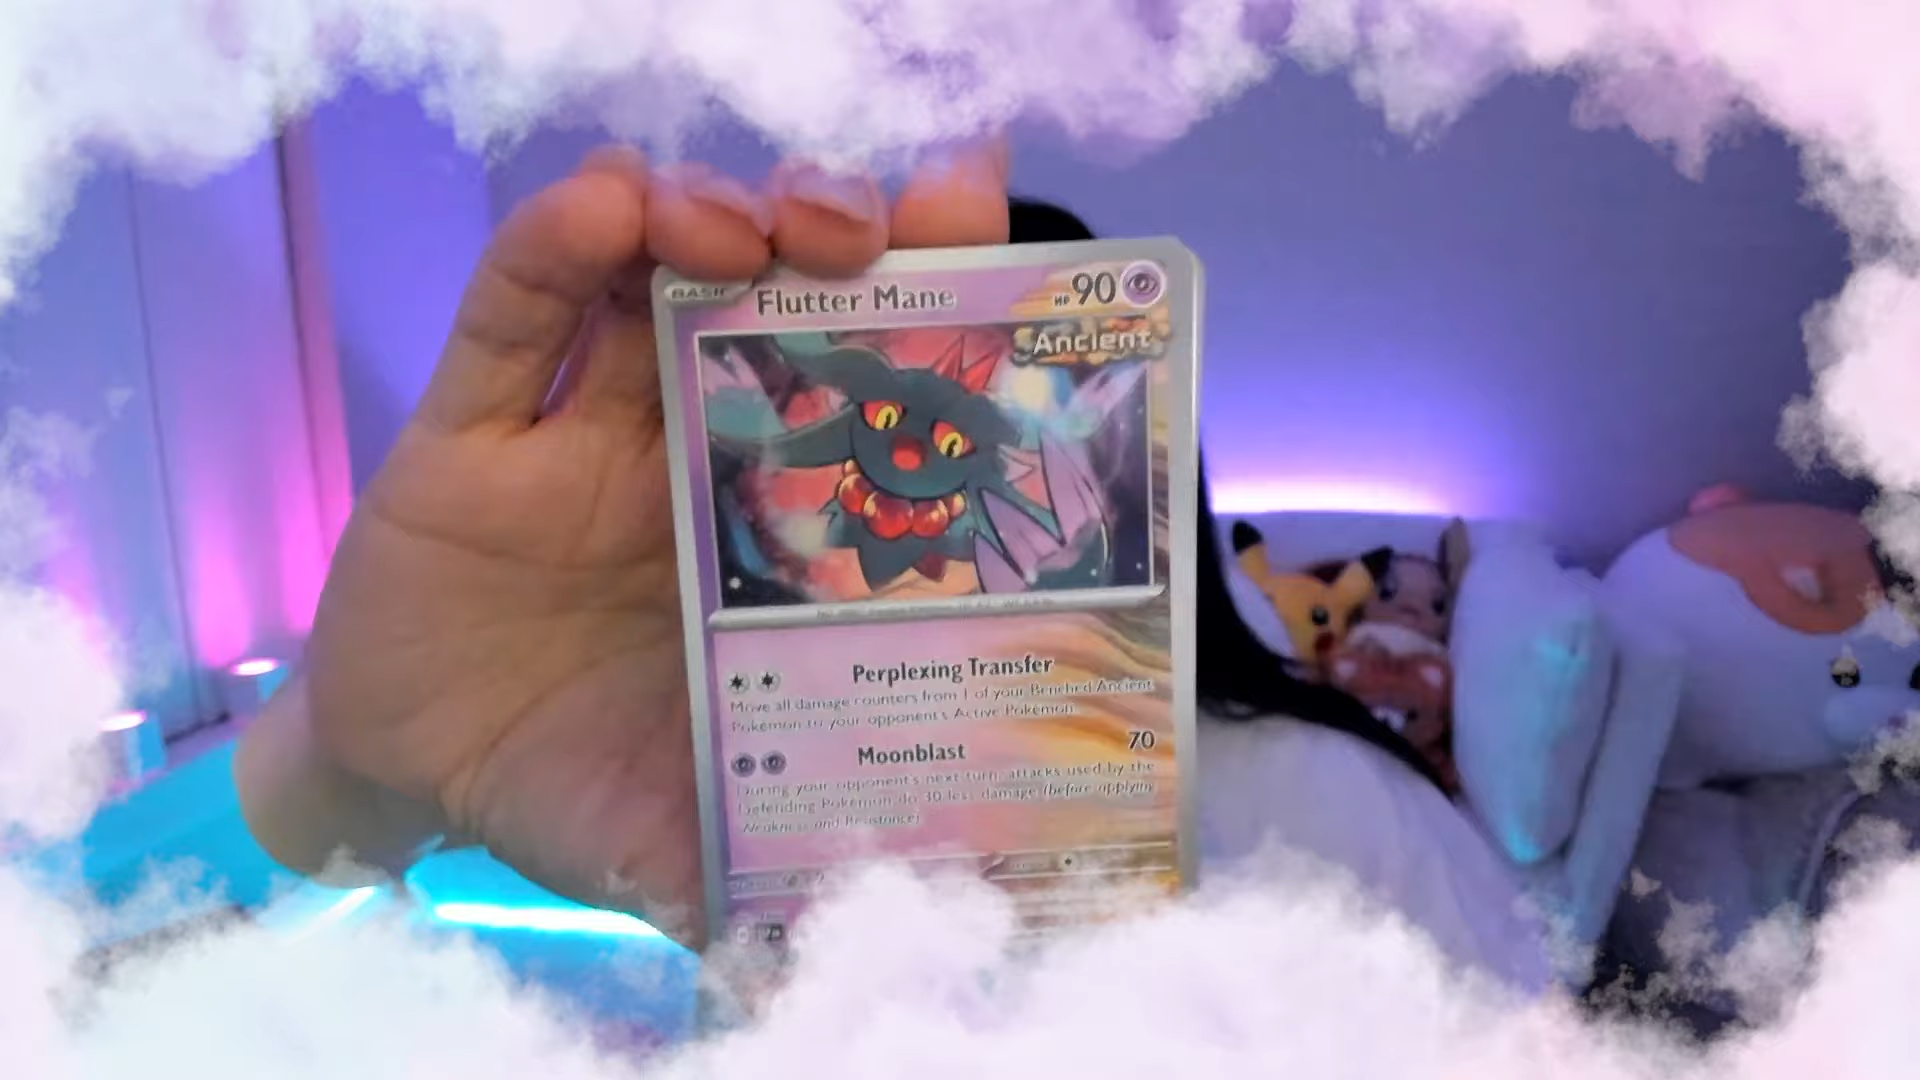 BASIC
Flutter Mane
HP 90
Ancient
Perplexing Transfer
Move all damage counters from 1 of your Benched Ancient
Pokémon to your opponent's Active Pokémon.
Moonblast 70
During your opponent's next turn, attacks used by the
Defending Pokémon do 30 less damage (before applying
Weakness and Resistance).